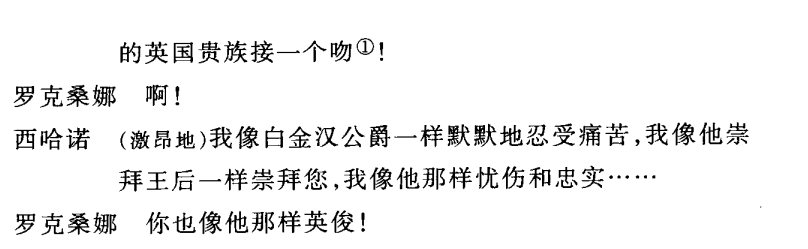 的英国贵族接一个吻①!
罗克桑娜　啊!
西哈诺　(激昂地)我像白金汉公爵一样默默地忍受痛苦,我像他崇
拜王后一样崇拜您,我像他那样忧伤和忠实……
罗克桑娜　你也像他那样英俊!